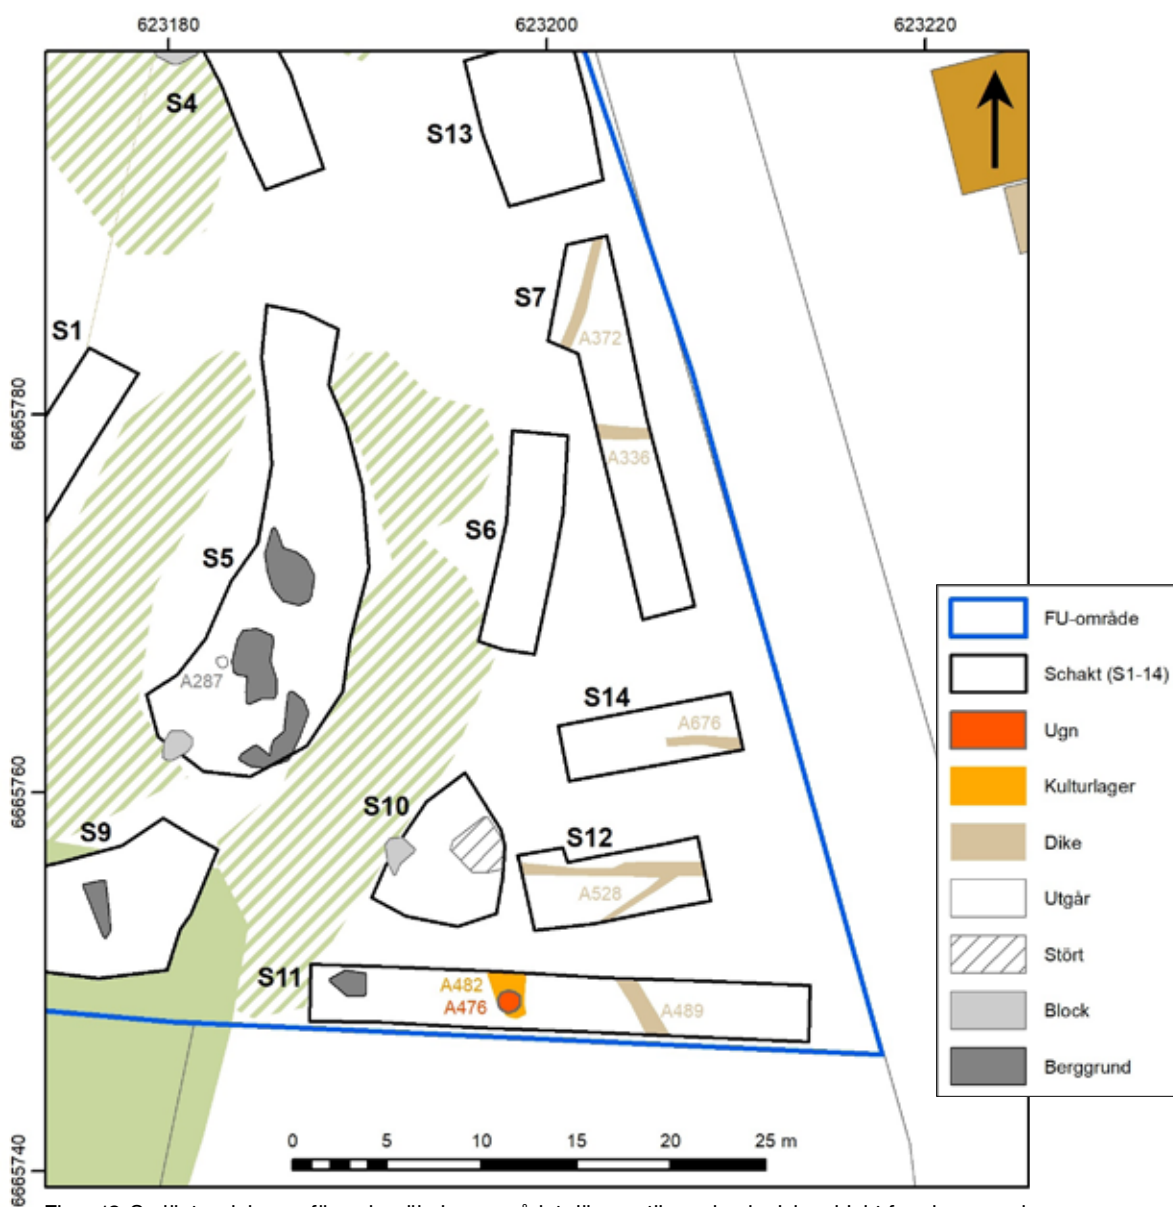 623180
623200
623220
S4
S13
S7
A372
S1
6665780
A336
S6
S5
A287
S14
A676
6665760
S10
S9
S12
A528
S11
A482
A476
A489
0 5 10 15 20 25 m
6665740
FU-område
Schakt (S1-14)
Ugn
Kulturlager
Dike
Utgår
Stört
Block
Berggrund